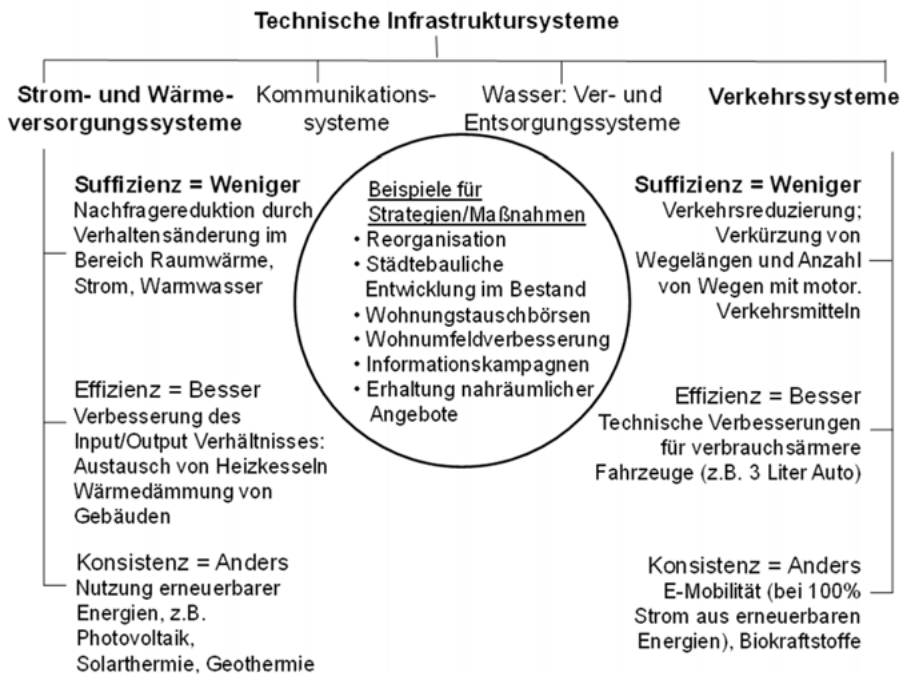 Technische Infrastruktursysteme
Strom- und Wärme-
versorgungssysteme
Kommunikations-
systeme
Wasser: Ver- und
Entsorgungssysteme
Verkehrssysteme
Suffizienz = Weniger
Nachfragereduktion durch
Verhaltensänderung im
Bereich Raumwärme,
Strom, Warmwasser
Effizienz = Besser
Verbesserung des
Input/Output Verhältnisses:
Austausch von Heizkesseln
Wärmedämmung von
Gebäuden
Konsistenz = Anders
Nutzung erneuerbarer
Energien, z.B.
Photovoltaik,
Solarthermie, Geothermie
Beispiele für
Strategien/Maßnahmen
• Reorganisation
• Städtebauliche
Entwicklung im Bestand
• Wohnungstauschbörsen
• Wohnumfeldverbesserung
• Informationskampagnen
• Erhaltung nahräumlicher
Angebote
Suffizienz = Weniger
Verkehrsreduzierung;
Verkürzung von
Wegelängen und Anzahl
von Wegen mit motor.
Verkehrsmitteln
Effizienz = Besser
Technische Verbesserungen
für verbrauchsärmere
Fahrzeuge (z.B. 3 Liter Auto)
Konsistenz = Anders
E-Mobilität (bei 100%
Strom aus erneuerbaren
Energien), Biokraftstoffe